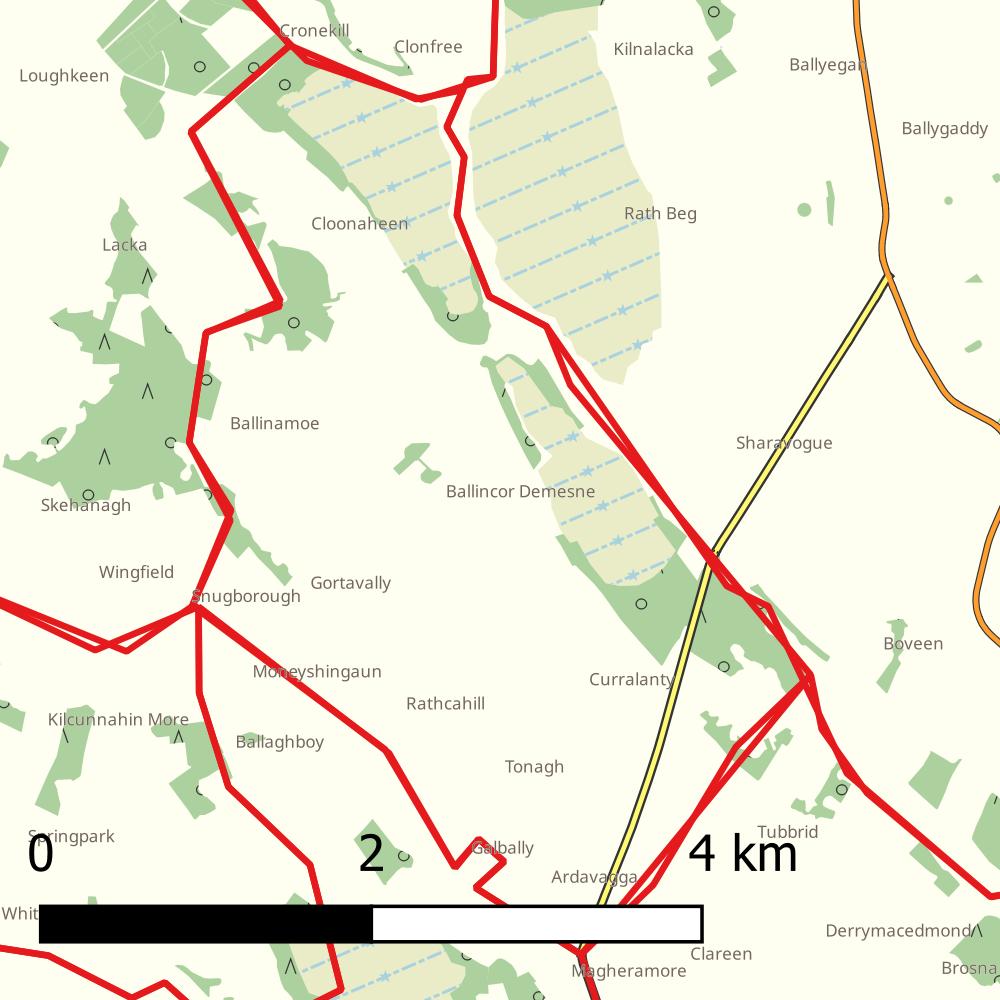 Cronekill
Clonfree
Kilnalacka
Ballyegan
Loughkeen
Ballygaddy
Rath Beg
Cloonaheen
Lacka
Ballinamoe
Sharavogue
Ballincor Demesne
Skehanagh
Wingfield
Gortavally
Snugborough
Boveen
Moneyshingaun
Curralanty
Rathcahill
Kilcunnahin More
Ballaghboy
Tonagh
Tubbrid
Springpark
Galbally
0 2 4 km
Ardavagga
Whit
Derrymacedmond
Clareen
Magheramore
Brosna